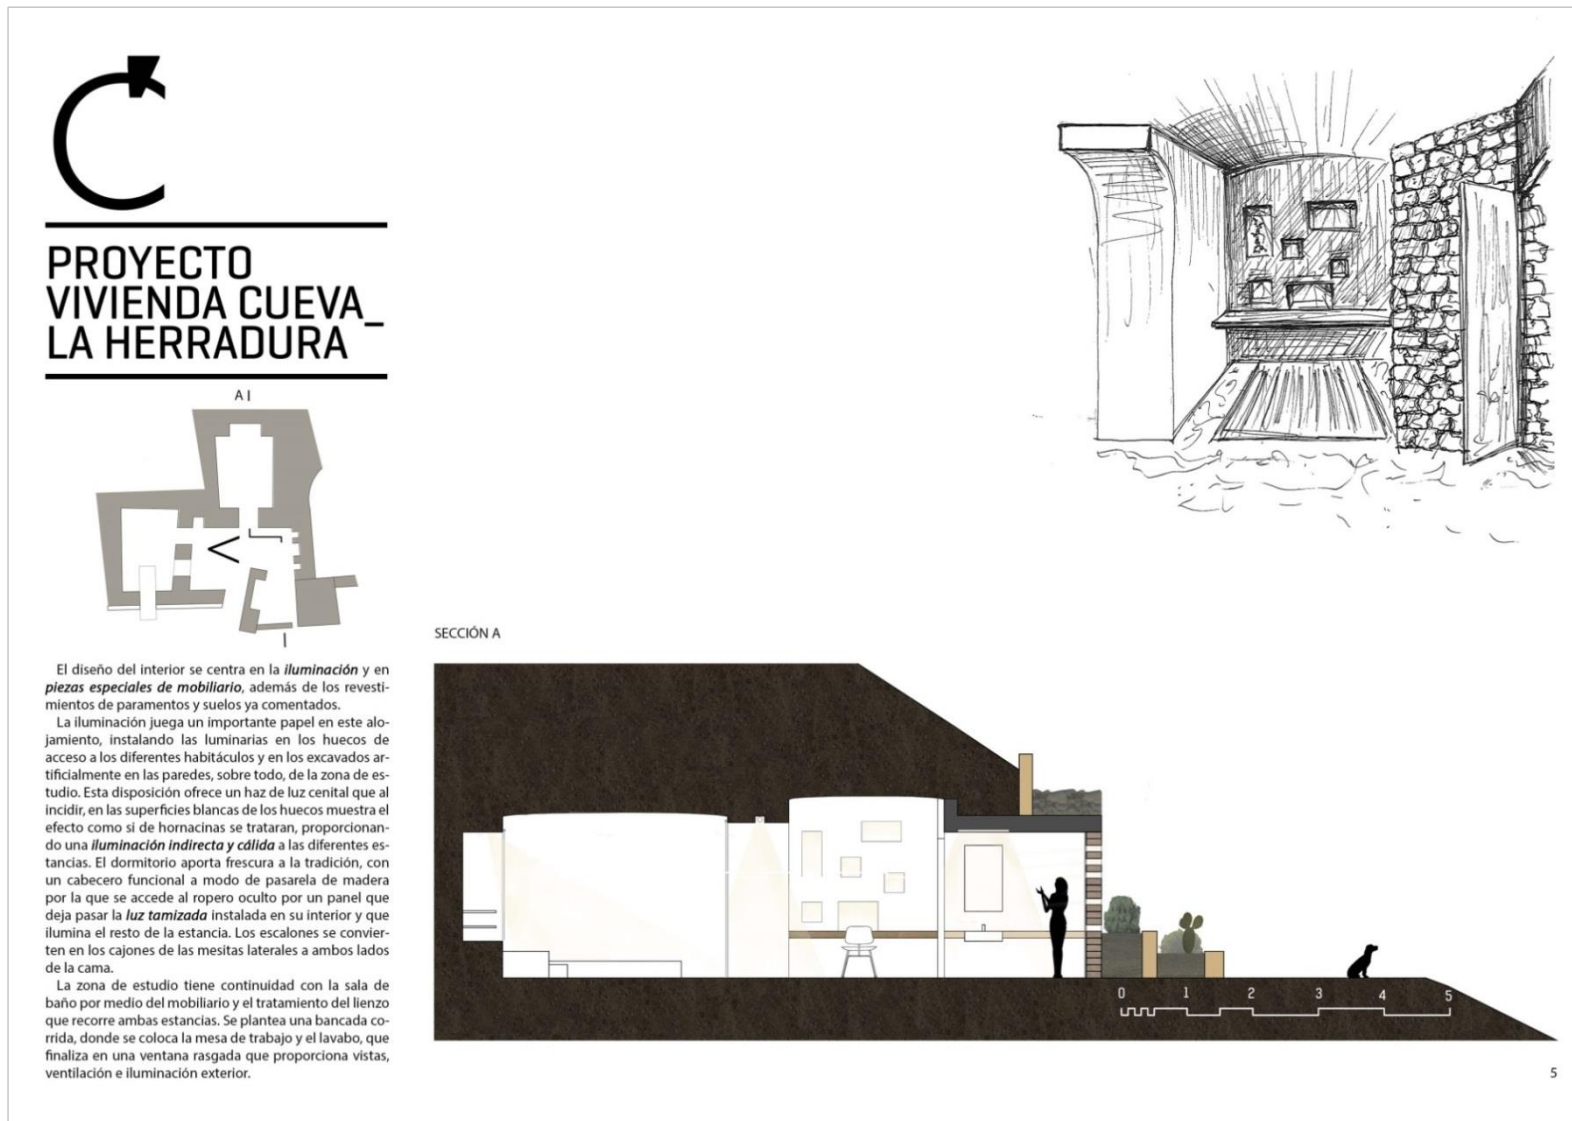 PROYECTO
VIVIENDA CUEVA_
LA HERRADURA
A I
I
El diseño del interior se centra en la iluminación y en
piezas especiales de mobiliario, además de los revesti-
mientos de paramentos y suelos ya comentados.
La iluminación juega un importante papel en este alo-
jamiento, instalando las luminarias en los huecos de
acceso a los diferentes habitáculos y en los excavados ar-
tificialmente en las paredes, sobre todo, de la zona de es-
tudio. Esta disposición ofrece un haz de luz cenital que al
incidir, en las superficies blancas de los huecos muestra el
efecto como si de hornacinas se trataran, proporcionan-
do una iluminación indirecta y cálida a las diferentes es-
tancias. El dormitorio aporta frescura a la tradición, con
un cabecero funcional a modo de pasarela de madera
por la que se accede al ropero oculto por un panel que
deja pasar la luz tamizada instalada en su interior y que
ilumina el resto de la estancia. Los escalones se convier-
ten en los cajones de las mesitas laterales a ambos lados
de la cama.
La zona de estudio tiene continuidad con la sala de
baño por medio del mobiliario y el tratamiento del lienzo
que recorre ambas estancias. Se plantea una bancada co-
rrida, donde se coloca la mesa de trabajo y el lavabo, que
finaliza en una ventana rasgada que proporciona vistas,
ventilación e iluminación exterior.
SECCIÓN A
0 1 2 3 4 5
5